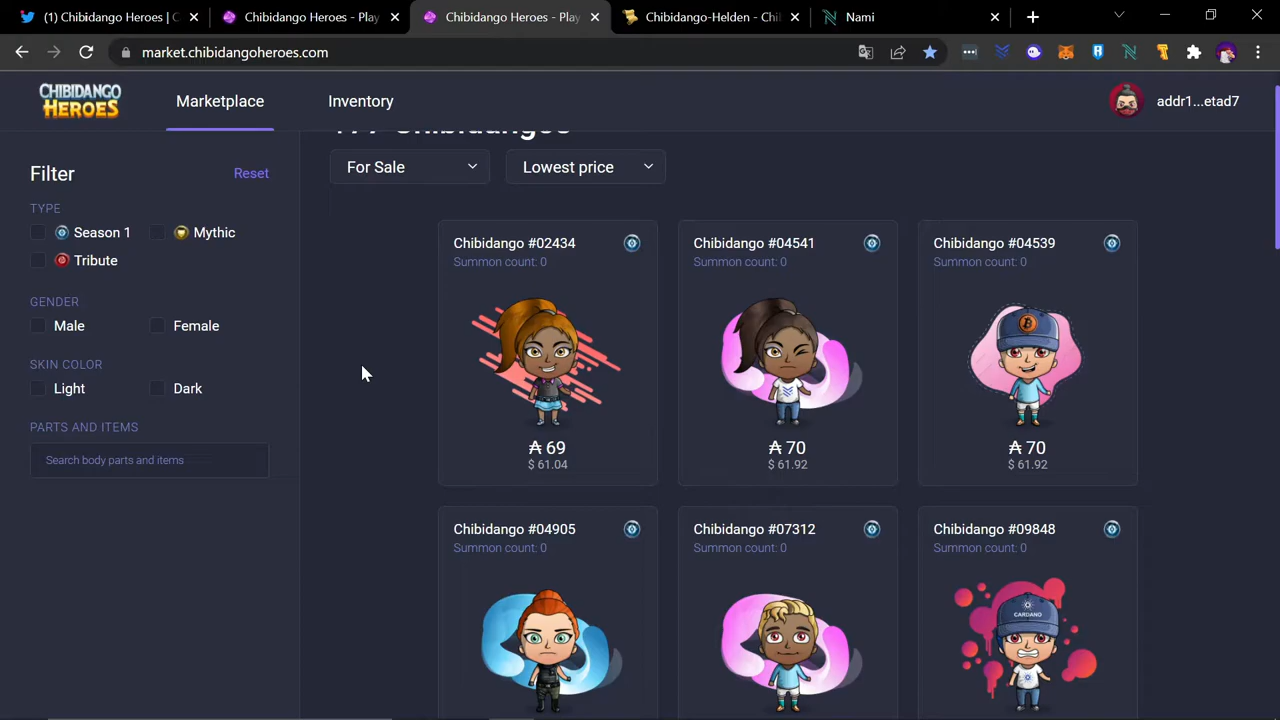 (1) Chibidango Heroes | C
Chibidango Heroes - Play
Chibidango Heroes - Play
Chibidango-Helden - Chi
Nami
market.chibidangoheroes.com
CHIBIDANGO
HEROES
Marketplace
Inventory
addr1...etad7
Chibidangos
For Sale
Lowest price
Filter
Reset
TYPE
Season 1
Mythic
Tribute
GENDER
Male
Female
SKIN COLOR
Light
Dark
PARTS AND ITEMS
Search body parts and items
Chibidango #02434
Summon count: 0
₳ 69
$ 61.04
Chibidango #04541
Summon count: 0
₳ 70
$ 61.92
Chibidango #04539
Summon count: 0
₳ 70
$ 61.92
Chibidango #04905
Summon count: 0
Chibidango #07312
Summon count: 0
Chibidango #09848
Summon count: 0
CARDANO